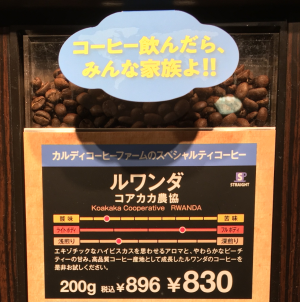 コーヒー飲んだら、
みんな家族よ!!
カルディコーヒーファームのスペシャルティコーヒー
ルワンダ
コアカカ農協
Koakaka Cooperative RWANDA
S
STRAIGHT
酸味 苦味
ライトボディ フルボディ
浅煎り 深煎り
エキゾチックなハイビスカスを思わせるアロマと、やわらかなピーチ
ティーの甘み。高品質コーヒー産地として成長したルワンダのコーヒーを
是非お試しください。
200g 税込¥896 ¥830